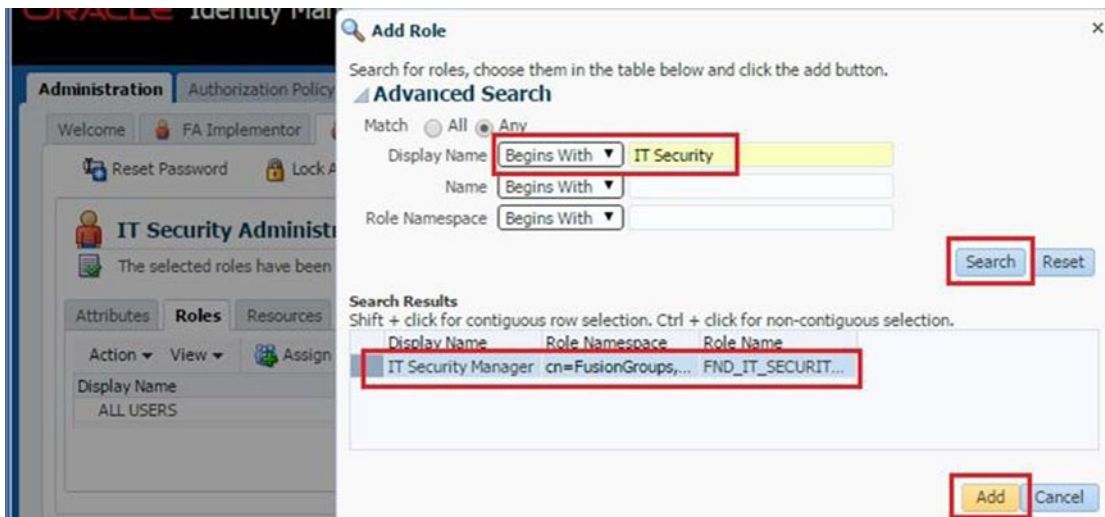 ORACLE Identity Man
Administration Authorization Policy
Welcome FA Implementor
Reset Password Lock A
IT Security Administr
The selected roles have been
Attributes Roles Resources
Action View Assign
Display Name
ALL USERS
Add Role
Search for roles, choose them in the table below and click the add button.
Advanced Search
Match All Any
Display Name Begins With IT Security
Name Begins With
Role Namespace Begins With
Search Reset
Search Results
Shift + click for contiguous row selection. Ctrl + click for non-contiguous selection.
Display Name Role Namespace Role Name
IT Security Manager cn=FusionGroups,... FND_IT_SECURIT...
Add Cancel